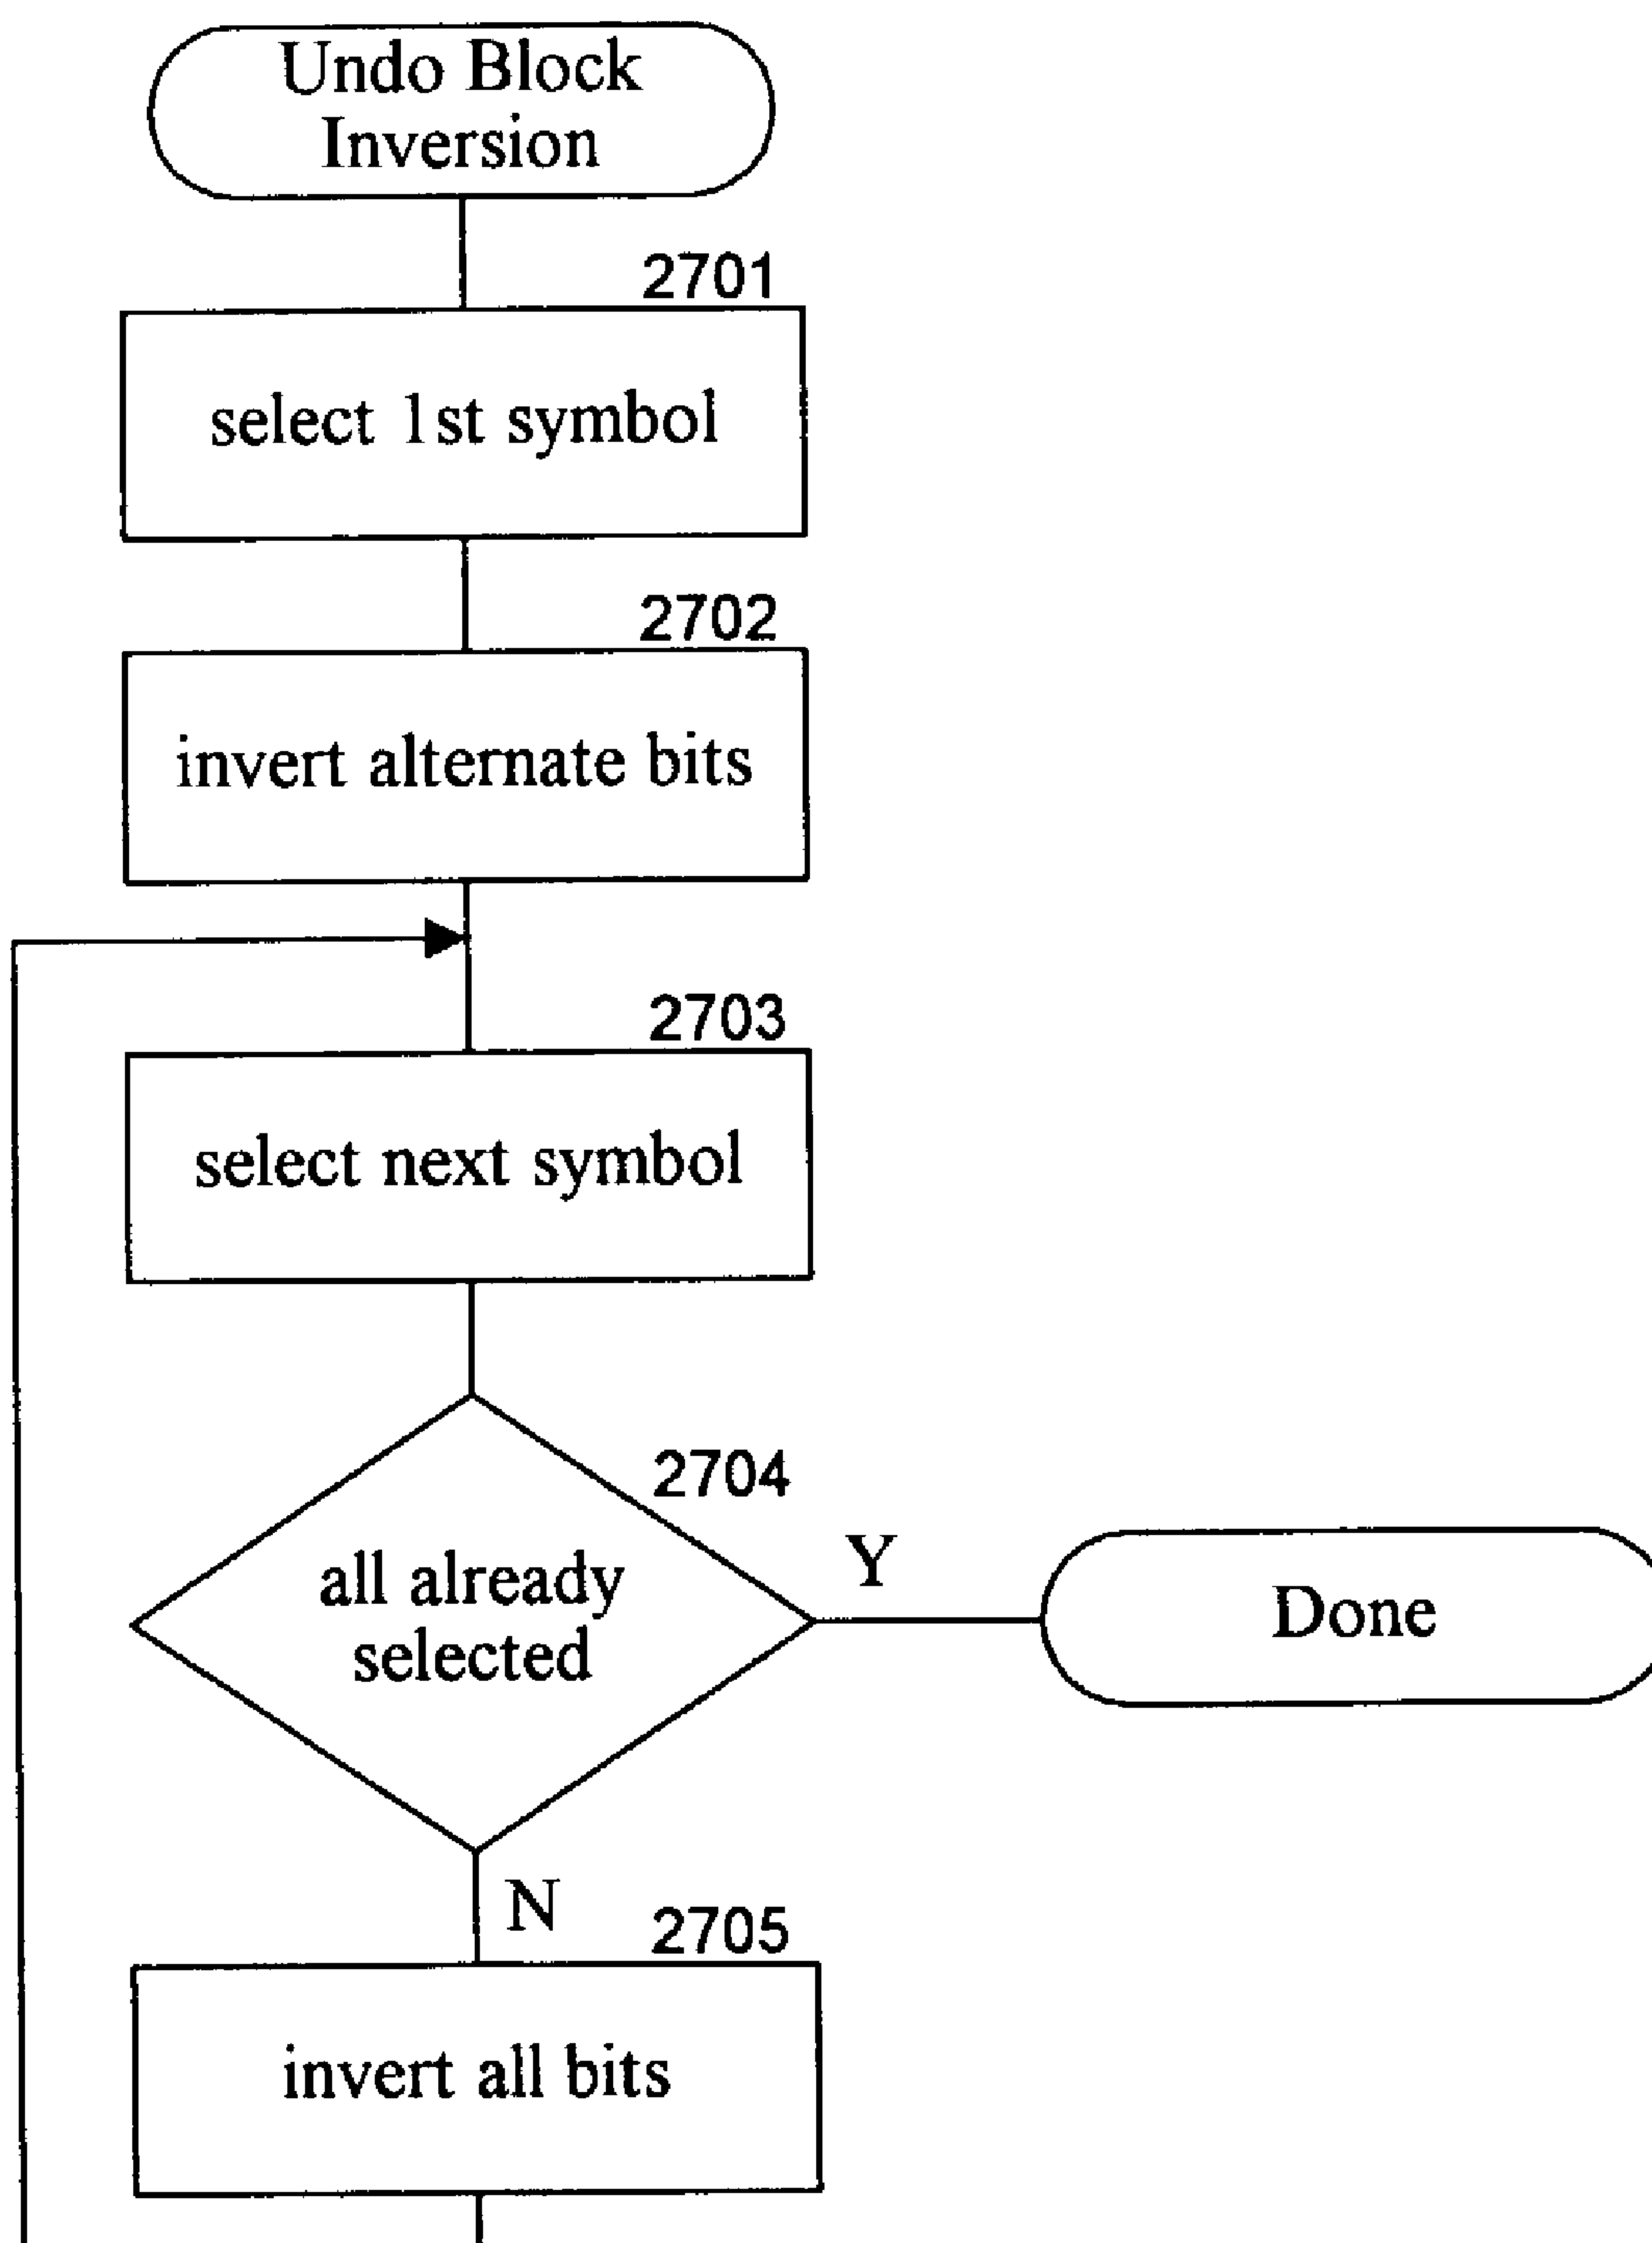 Undo Block
Inversion
2701
select 1st symbol
2702
invert alternate bits
2703
select next symbol
2704
all already
selected
Y
Done
N
2705
invert all bits